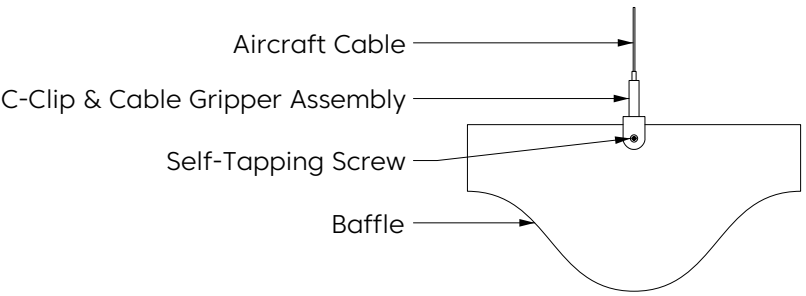 Aircraft Cable
C-Clip & Cable Gripper Assembly
Self-Tapping Screw
Baffle